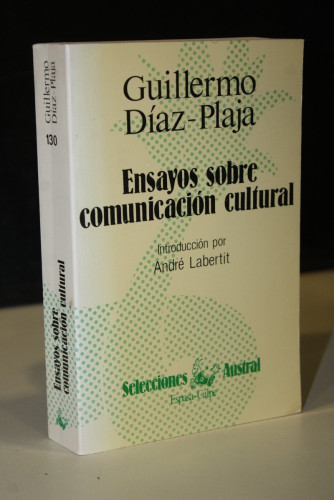 Guillermo
Díaz-Plaja
Ensayos sobre
comunicación cultural
Introducción por
André Labertit
Selecciones Austral
Espasa-Calpe
Guillermo
Díaz-Plaja
130
Ensayos sobre
comunicación cultural